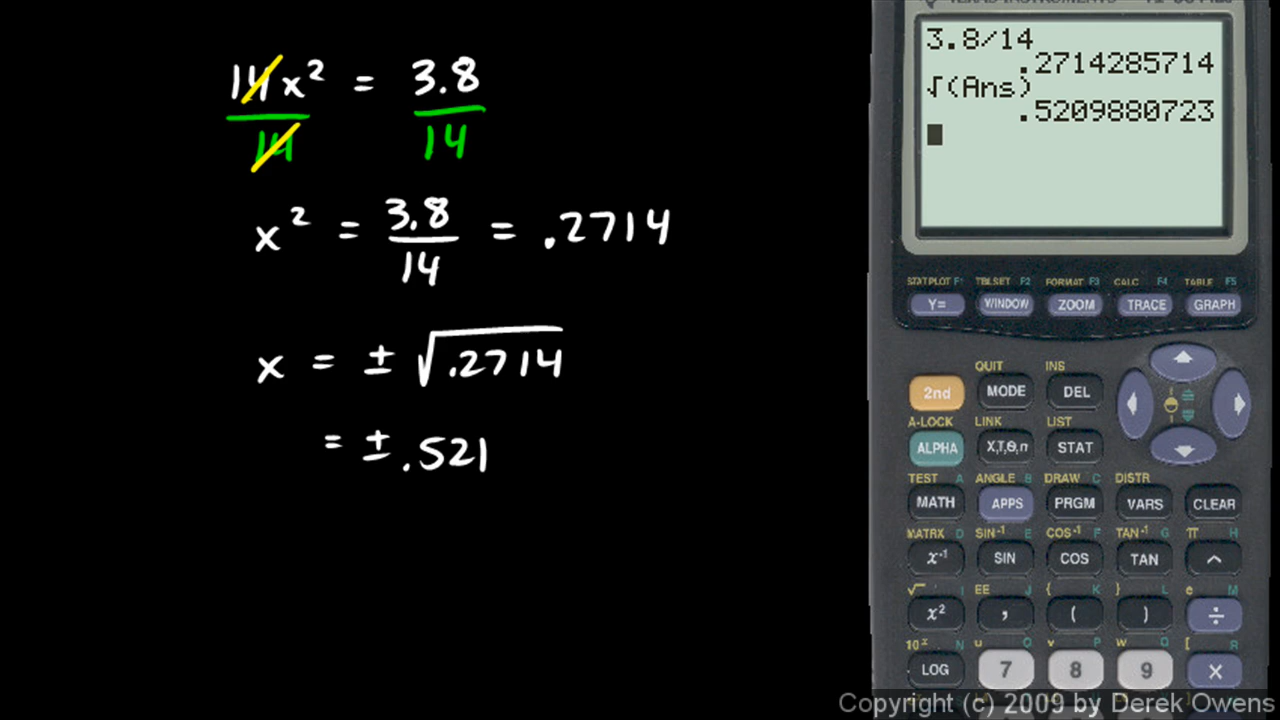 14x² = 3.8
14 14
x² = 3.8/14 = .2714
x = ± √.2714
= ± .521
TEXAS INSTRUMENTS
3.8/14
.2714285714
√(Ans)
.5209880723
STAT PLOT F1 TBLSET F2 FORMAT F3 CALC F4 TABLE F5
Y= WINDOW ZOOM TRACE GRAPH
QUIT INS
2nd MODE DEL
A-LOCK LINK LIST
ALPHA X,T,Θ,n STAT
TEST A ANGLE B DRAW C DISTR
MATH APPS PRGM VARS CLEAR
MATRX D SIN⁻¹ E COS⁻¹ F TAN⁻¹ G π H
x⁻¹ SIN COS TAN ^
√ I EE J { K } L e M
x² , ( ) ÷
10ˣ N u O v P w Q [ R
LOG 7 8 9 ×
Copyright (c) 2009 by Derek Owens